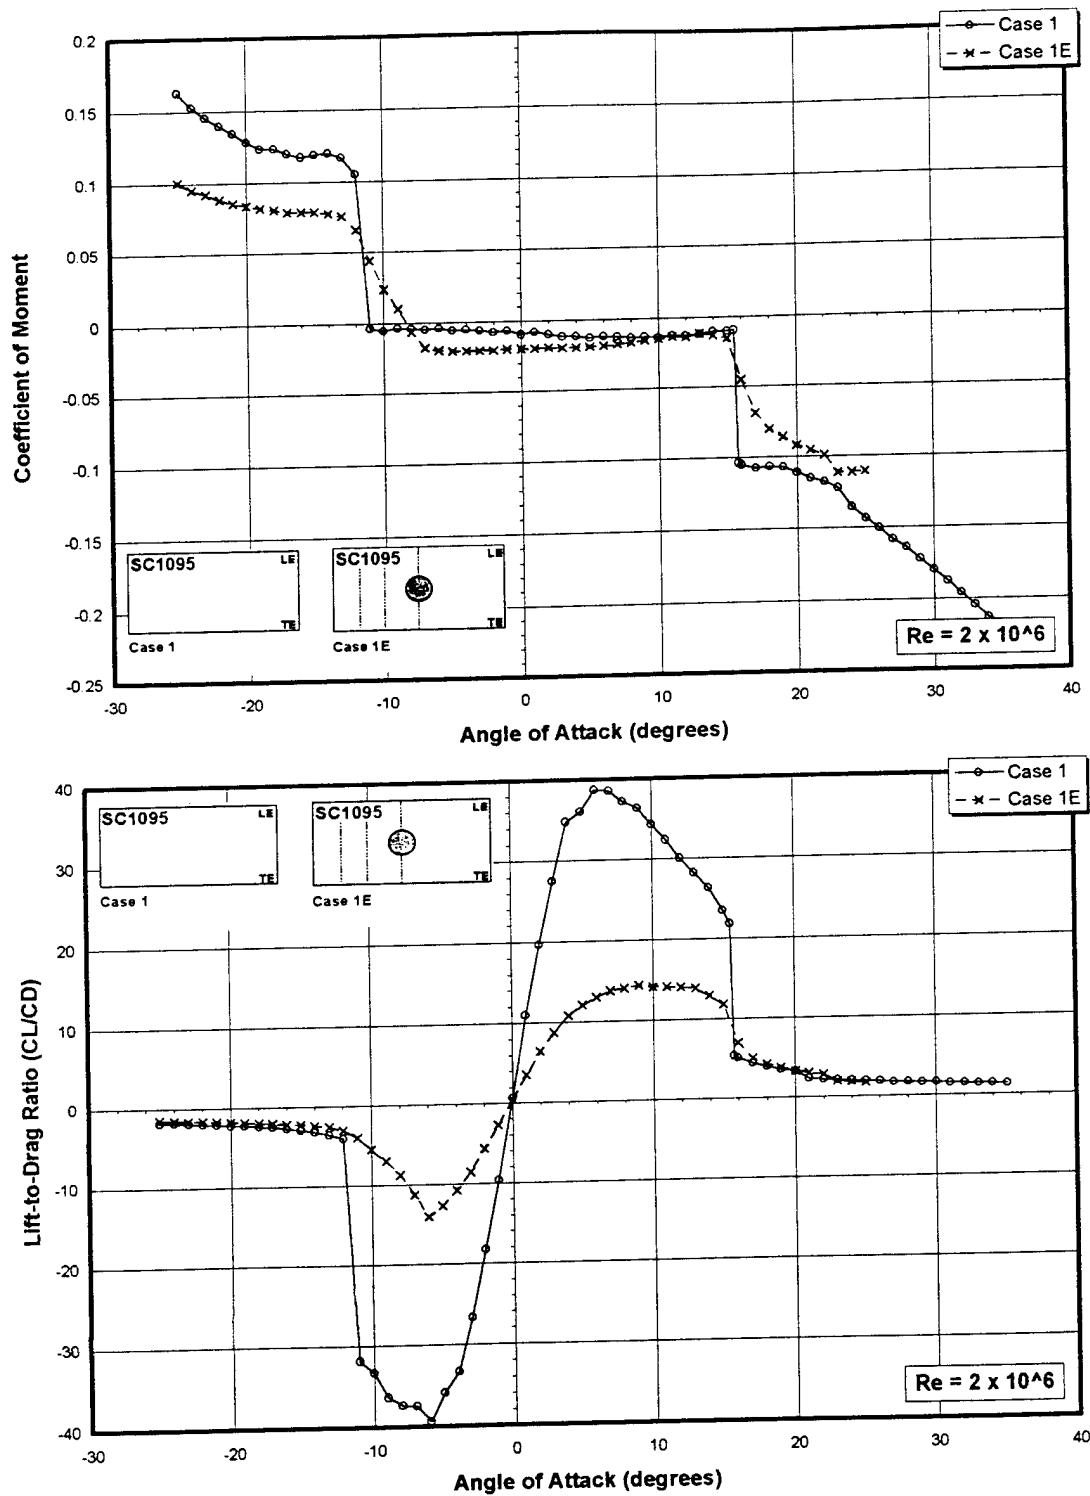 Case 1
Case 1E
0.2
0.15
0.1
0.05
0
-0.05
-0.1
-0.15
-0.2
-0.25
Coefficient of Moment
SC1095
LE
TE
Case 1
SC1095
LE
TE
Case 1E
Re = 2 x 10^6
-30
-20
-10
0
10
20
30
40
Angle of Attack (degrees)
Case 1
Case 1E
40
30
20
10
0
-10
-20
-30
-40
Lift-to-Drag Ratio (CL/CD)
SC1095
LE
TE
Case 1
SC1095
LE
TE
Case 1E
Re = 2 x 10^6
-30
-20
-10
0
10
20
30
40
Angle of Attack (degrees)